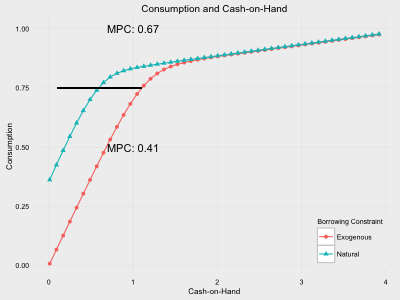 Consumption and Cash-on-Hand
MPC: 0.67
MPC: 0.41
1.00
0.75
0.50
0.25
0.00
Consumption
0
1
2
3
4
Cash-on-Hand
Borrowing Constraint
Exogenous
Natural